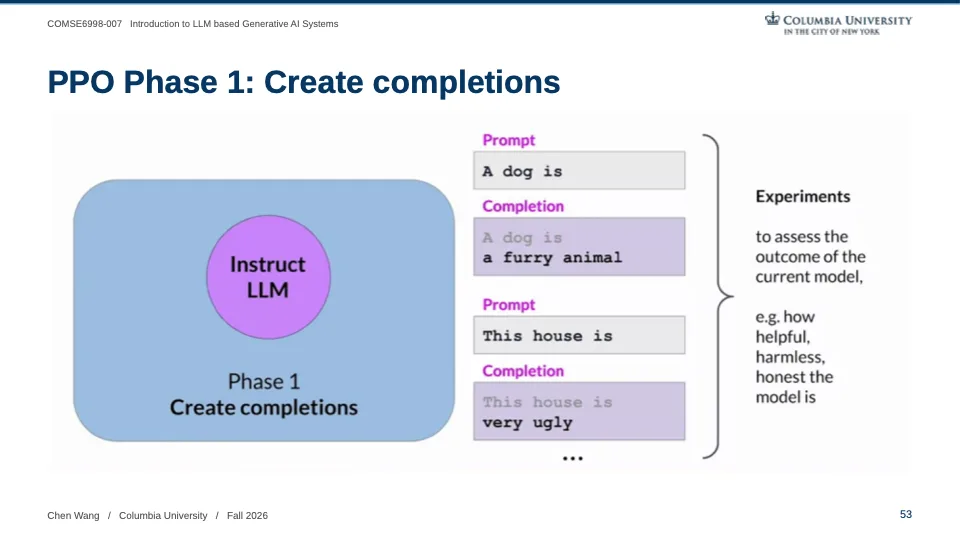 COMSE6998-007 Introduction to LLM based Generative AI Systems
COLUMBIA UNIVERSITY
IN THE CITY OF NEW YORK
PPO Phase 1: Create completions
Instruct
LLM
Phase 1
Create completions
Prompt
A dog is
Completion
A dog is
a furry animal
Prompt
This house is
Completion
This house is
very ugly
...
Experiments
to assess the
outcome of the
current model,
e.g. how
helpful,
harmless,
honest the
model is
Chen Wang / Columbia University / Fall 2026
53